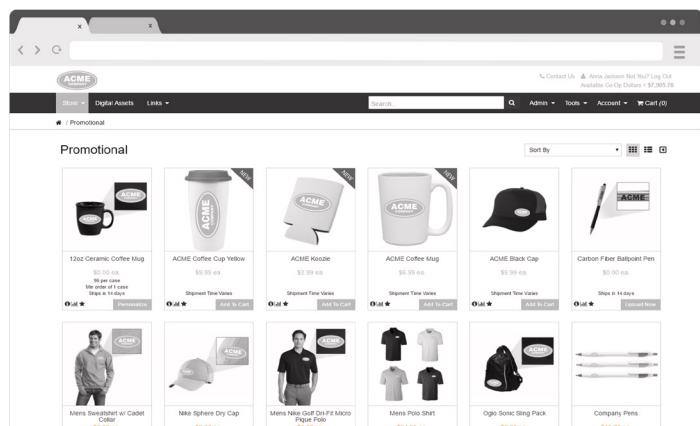 x x
ACME
COMPANY
Contact Us Anna Jackson Not You? Log Out
Available Co-Op Dollars = $7,905.76
Store Digital Assets Links Search... Admin Tools Account Cart (0)
/ Promotional
Promotional Sort By
NEW NEW NEW
ACME ACME ACME ACME ACME
COMPANY COMPANY COMPANY
12oz Ceramic Coffee Mug ACME Coffee Cup Yellow ACME Koozie ACME Coffee Mug ACME Black Cap Carbon Fiber Ballpoint Pen
$0.00 ea. $9.99 ea. $2.99 ea. $6.99 ea. $9.99 ea. $0.00 ea.
96 per case
Min order of 1 case
Ships in 14 days Shipment Time Varies Shipment Time Varies Shipment Time Varies Shipment Time Varies Ships in 14 days
Personalize Add To Cart Add To Cart Add To Cart Add To Cart Upload Now
ACME ACME ACME ACME
Mens Sweatshirt w/ Cadet Collar Nike Sphere Dry Cap Mens Nike Golf Dri-Fit Micro Pique Polo Mens Polo Shirt Ogio Sonic Sling Pack Company Pens